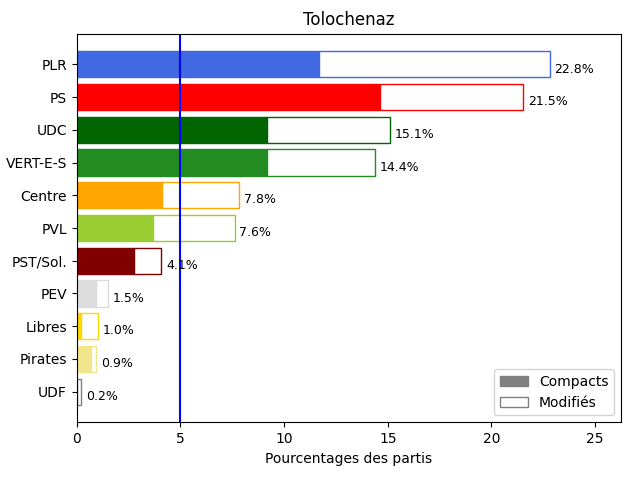 Tolochenaz
PLR 22.8%
PS 21.5%
UDC 15.1%
VERT-E-S 14.4%
Centre 7.8%
PVL 7.6%
PST/Sol. 4.1%
PEV 1.5%
Libres 1.0%
Pirates 0.9%
UDF 0.2%
Compacts
Modifiés
0 5 10 15 20 25
Pourcentages des partis